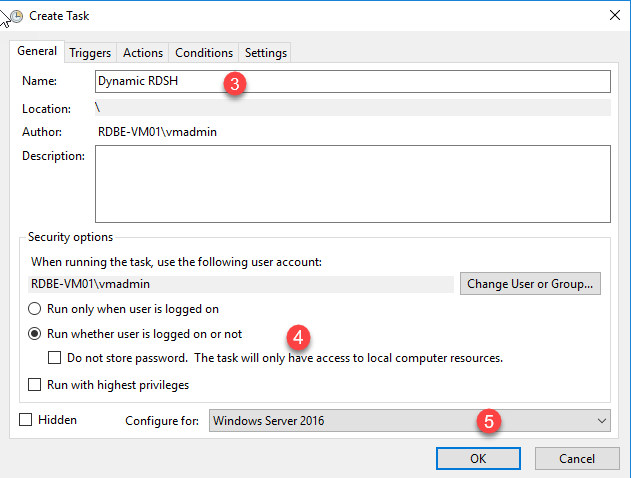 Create Task
General Triggers Actions Conditions Settings
Name: Dynamic RDSH 3
Location: \
Author: RDBE-VM01\vmadmin
Description:
Security options
When running the task, use the following user account:
RDBE-VM01\vmadmin Change User or Group...
Run only when user is logged on
Run whether user is logged on or not 4
Do not store password. The task will only have access to local computer resources.
Run with highest privileges
Hidden Configure for: Windows Server 2016 5
OK Cancel